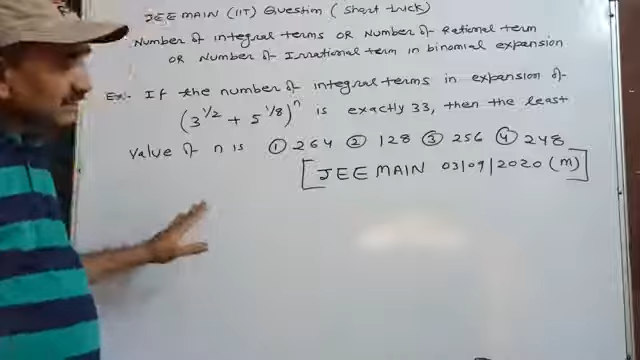 JEE MAIN (IIT) Question (short trick)
Number of integral terms OR Number of Rational term
OR Number of Irrational term in binomial expansion
Ex:- If the number of integral terms in expansion of
(3^1/2 + 5^1/8)^n is exactly 33, then the least
value of n is ① 264 ② 128 ③ 256 ④ 248
[JEE MAIN 03/09/2020 (M)]